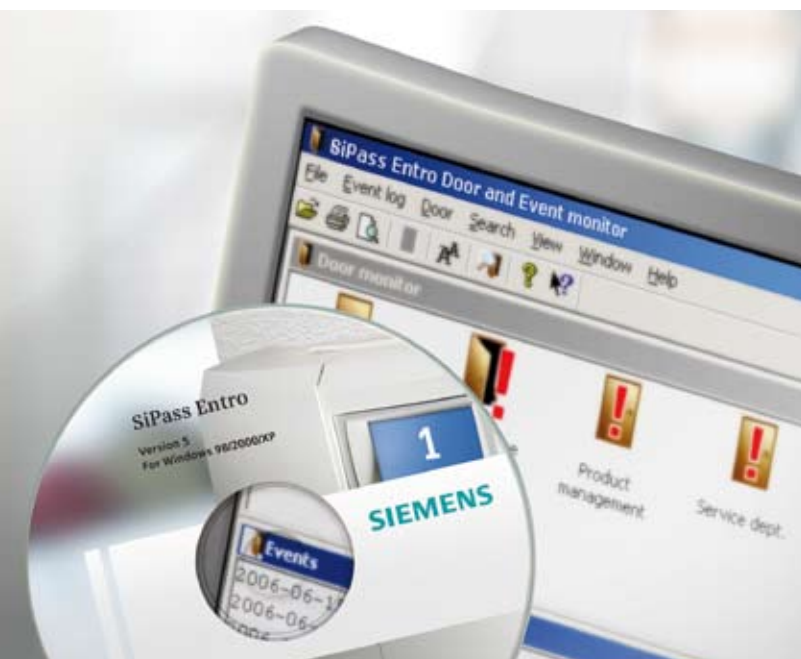 SiPass Entro Door and Event monitor
File Event log Door Search View Window Help
Door monitor
Product
management
Service dept.
SiPass Entro
Version 5
For Windows 98/2000/XP
1
SIEMENS
Events
2006-06-1
2006-06-